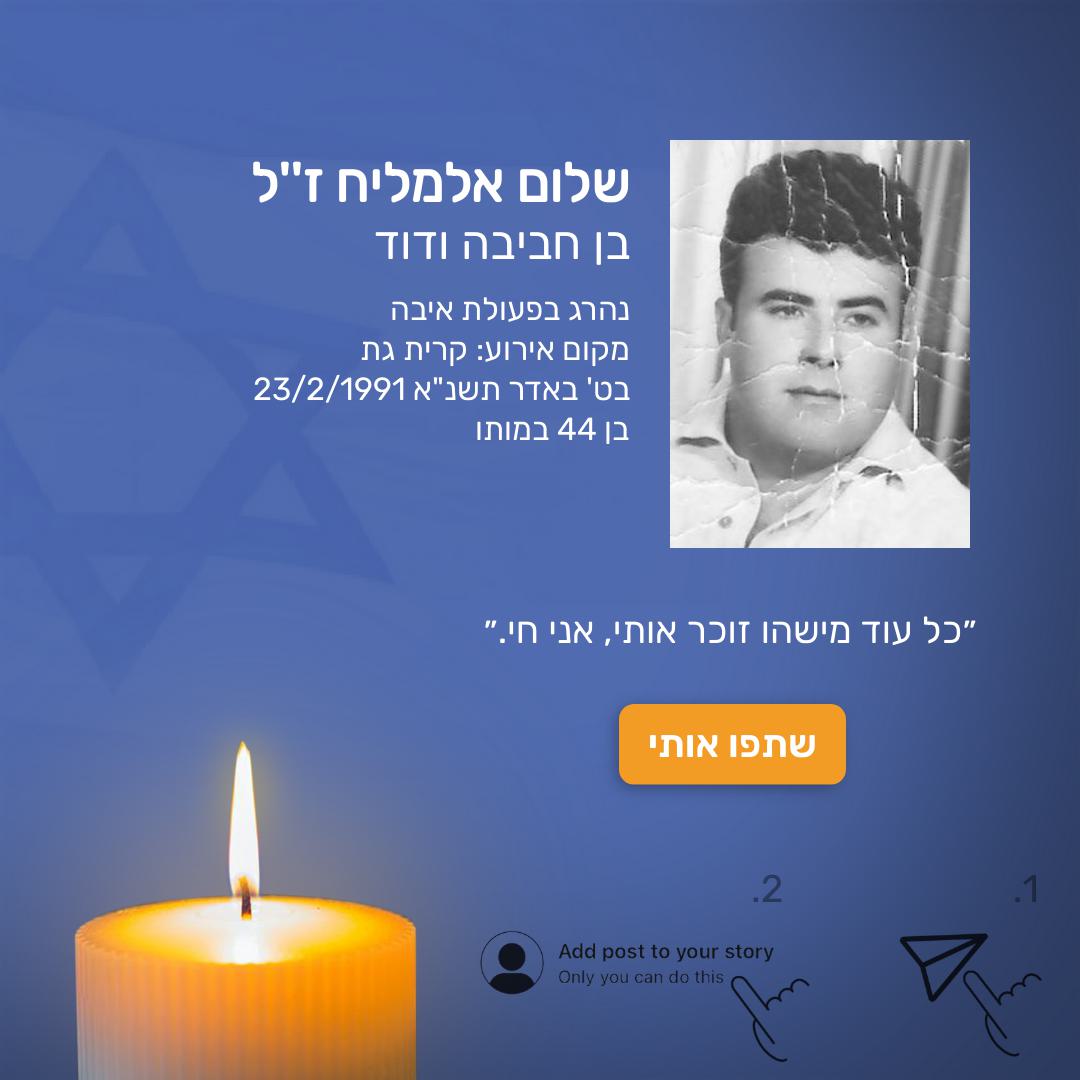 שלום אלמליח ז"ל
בן חביבה ודוד
נהרג בפעולת איבה
מקום אירוע: קרית גת
בט' באדר תשנ"א 23/2/1991
בן 44 במותו
״כל עוד מישהו זוכר אותי, אני חי.״
שתפו אותי
1.
2.
Add post to your story
Only you can do this